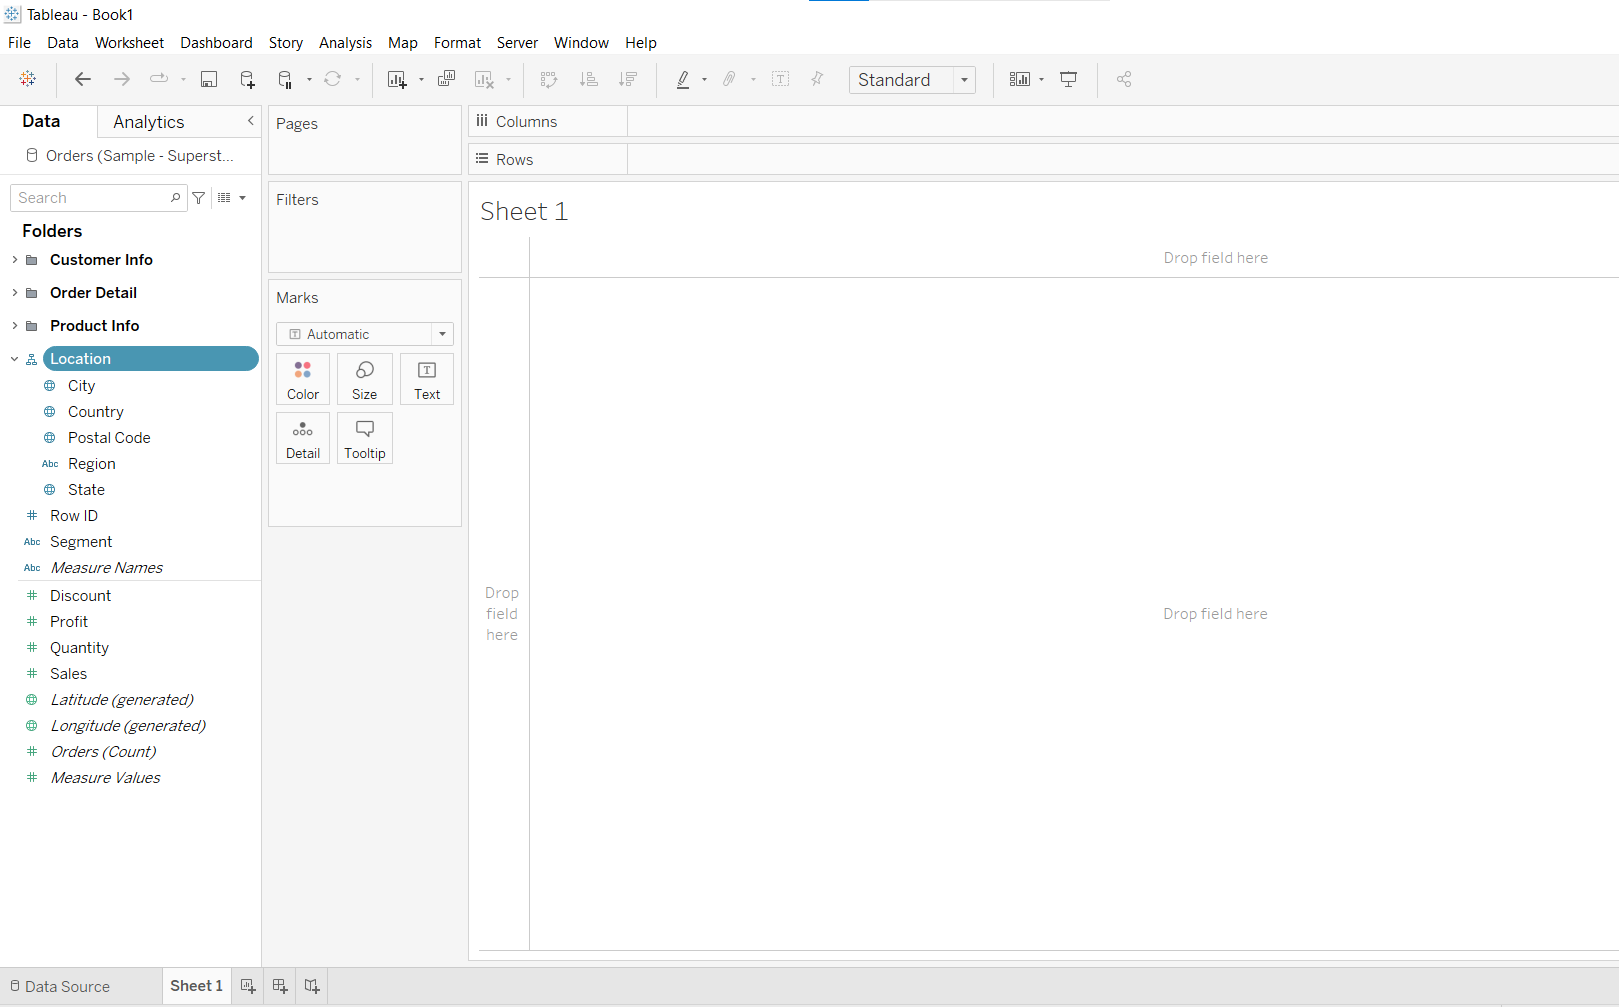 Tableau - Book1
File Data Worksheet Dashboard Story Analysis Map Format Server Window Help
Standard
Data Analytics
Orders (Sample - Superst...
Search
Folders
Customer Info
Order Detail
Product Info
Location
City
Country
Postal Code
Abc Region
State
Row ID
Abc Segment
Abc Measure Names
Discount
Profit
Quantity
Sales
Latitude (generated)
Longitude (generated)
Orders (Count)
Measure Values
Pages
Filters
Marks
T Automatic
Color Size T Text
Detail Tooltip
Columns
Rows
Sheet 1
Drop field here
Drop
field
here
Drop field here
Data Source Sheet 1